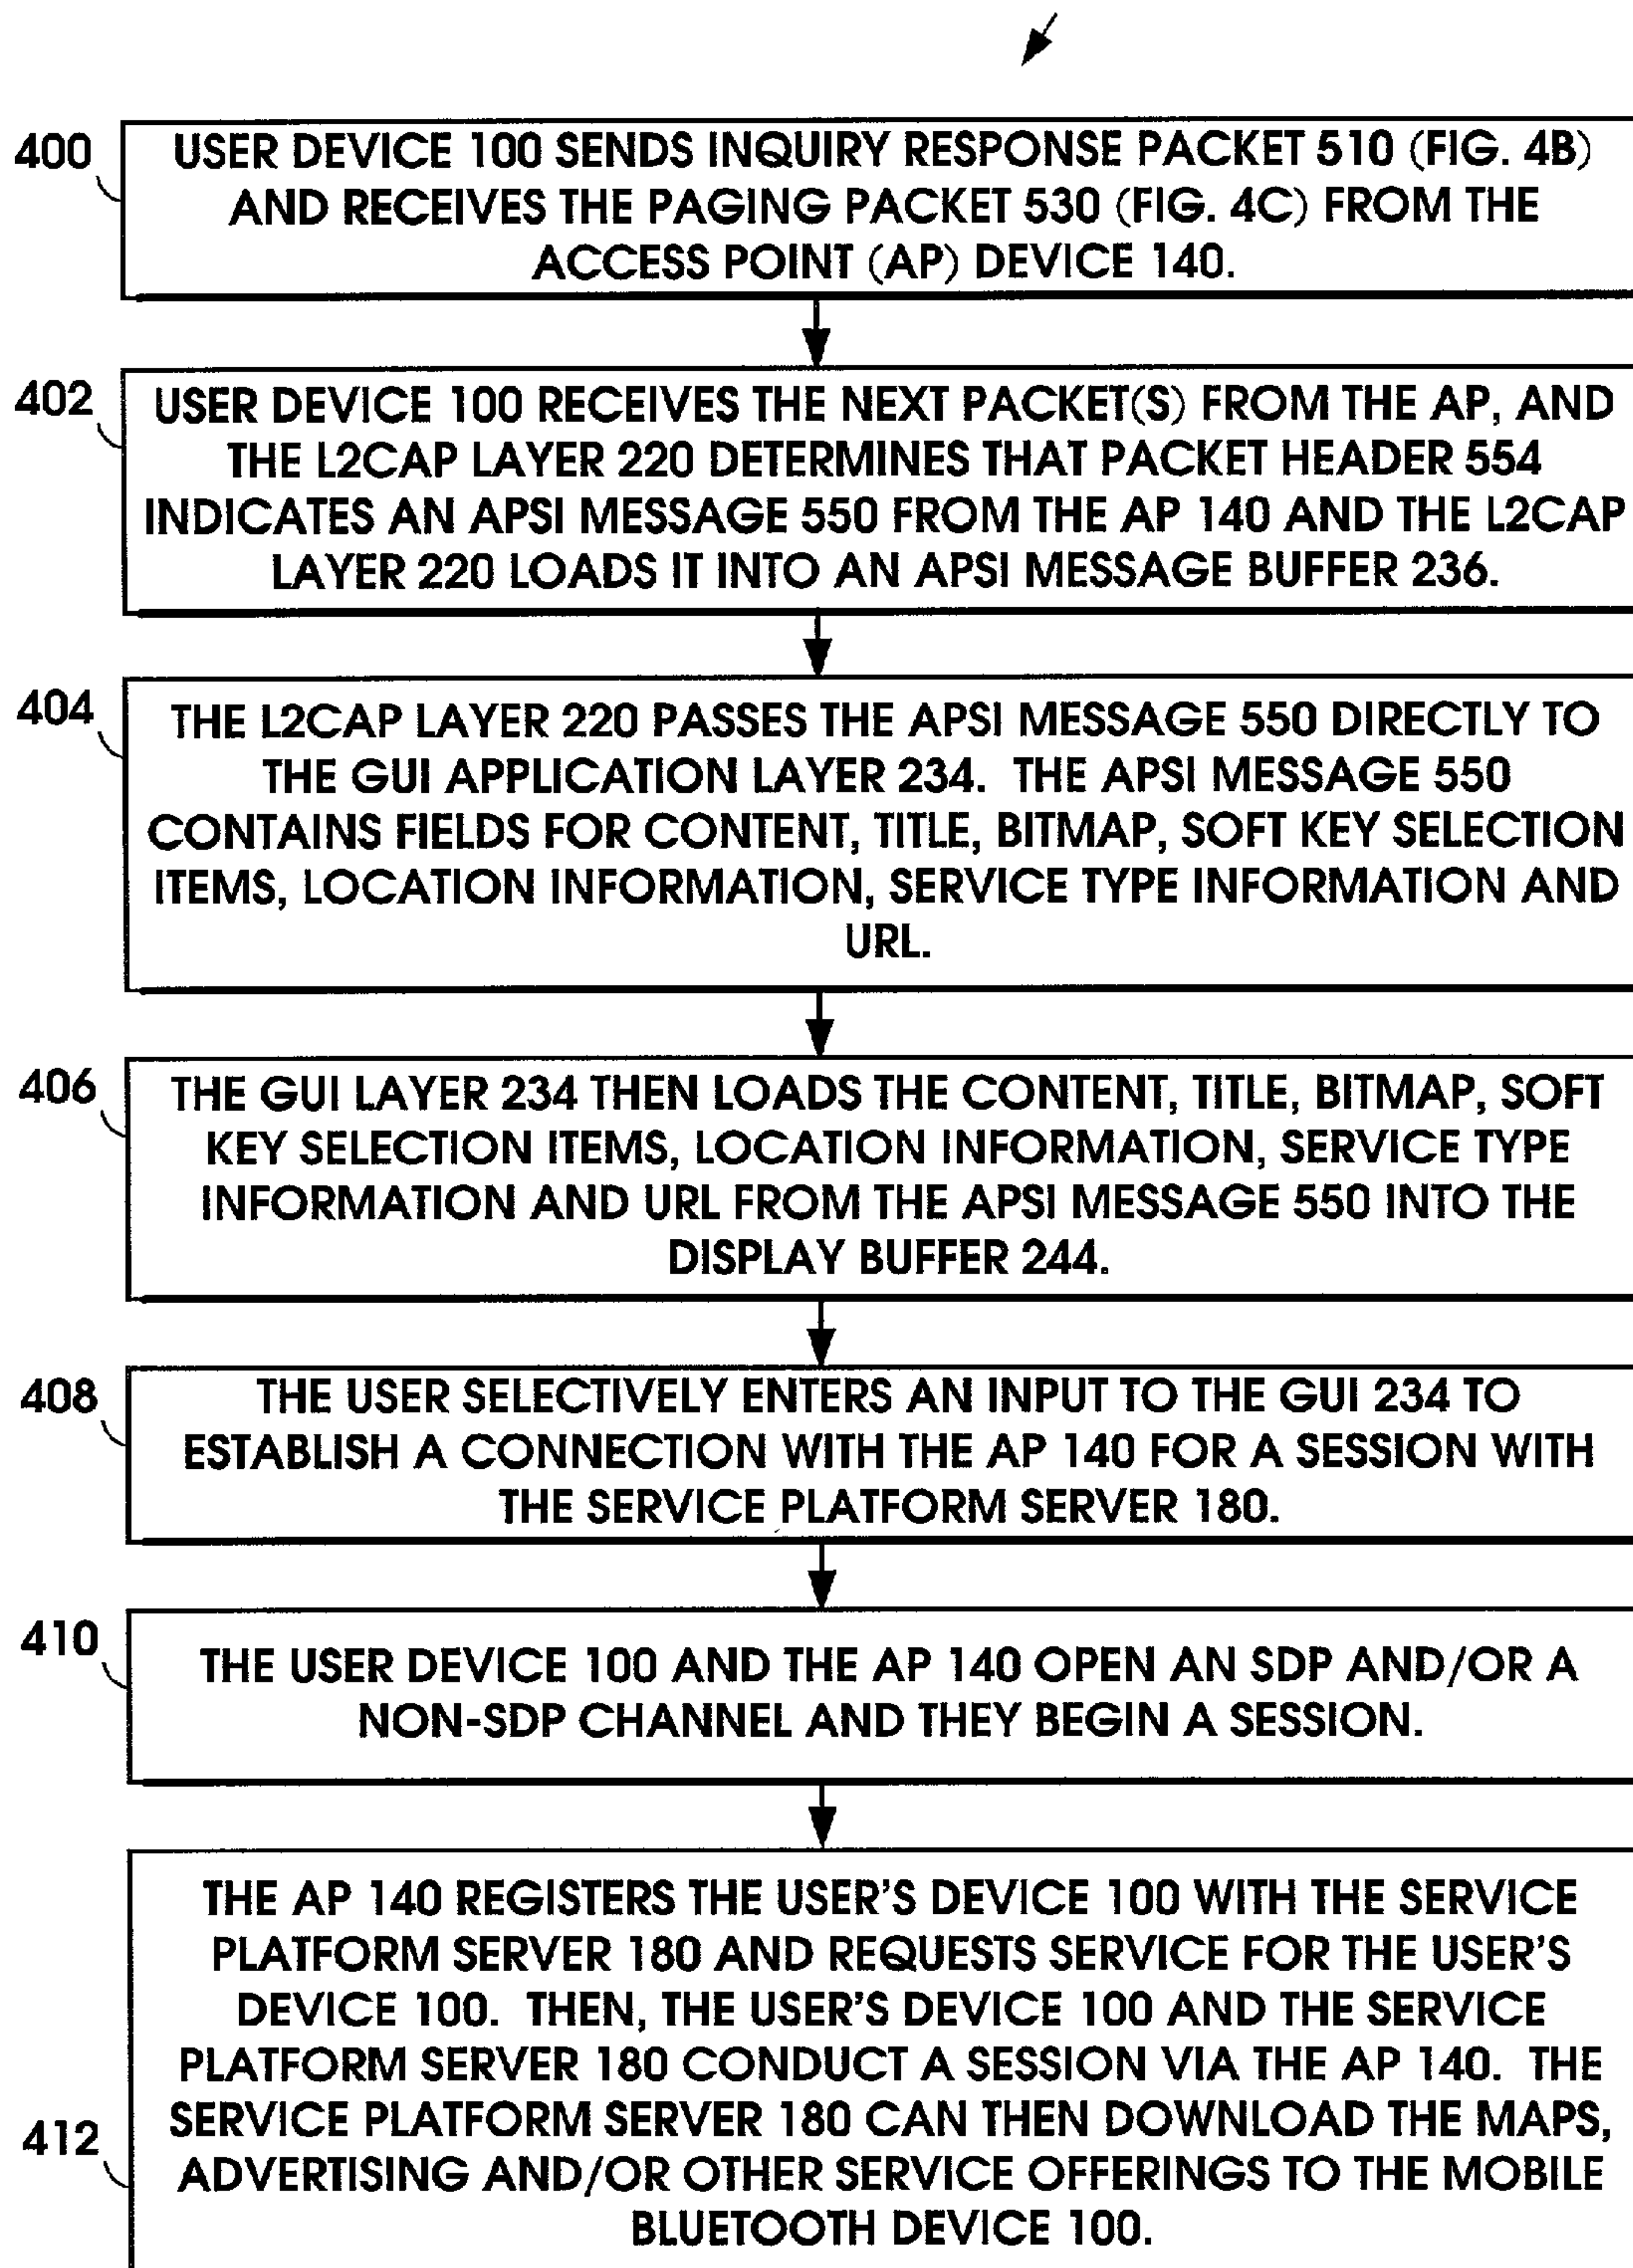 400
USER DEVICE 100 SENDS INQUIRY RESPONSE PACKET 510 (FIG. 4B)
AND RECEIVES THE PAGING PACKET 530 (FIG. 4C) FROM THE
ACCESS POINT (AP) DEVICE 140.
402
USER DEVICE 100 RECEIVES THE NEXT PACKET(S) FROM THE AP, AND
THE L2CAP LAYER 220 DETERMINES THAT PACKET HEADER 554
INDICATES AN APSI MESSAGE 550 FROM THE AP 140 AND THE L2CAP
LAYER 220 LOADS IT INTO AN APSI MESSAGE BUFFER 236.
404
THE L2CAP LAYER 220 PASSES THE APSI MESSAGE 550 DIRECTLY TO
THE GUI APPLICATION LAYER 234. THE APSI MESSAGE 550
CONTAINS FIELDS FOR CONTENT, TITLE, BITMAP, SOFT KEY SELECTION
ITEMS, LOCATION INFORMATION, SERVICE TYPE INFORMATION AND
URL.
406
THE GUI LAYER 234 THEN LOADS THE CONTENT, TITLE, BITMAP, SOFT
KEY SELECTION ITEMS, LOCATION INFORMATION, SERVICE TYPE
INFORMATION AND URL FROM THE APSI MESSAGE 550 INTO THE
DISPLAY BUFFER 244.
408
THE USER SELECTIVELY ENTERS AN INPUT TO THE GUI 234 TO
ESTABLISH A CONNECTION WITH THE AP 140 FOR A SESSION WITH
THE SERVICE PLATFORM SERVER 180.
410
THE USER DEVICE 100 AND THE AP 140 OPEN AN SDP AND/OR A
NON-SDP CHANNEL AND THEY BEGIN A SESSION.
412
THE AP 140 REGISTERS THE USER'S DEVICE 100 WITH THE SERVICE
PLATFORM SERVER 180 AND REQUESTS SERVICE FOR THE USER'S
DEVICE 100. THEN, THE USER'S DEVICE 100 AND THE SERVICE
PLATFORM SERVER 180 CONDUCT A SESSION VIA THE AP 140. THE
SERVICE PLATFORM SERVER 180 CAN THEN DOWNLOAD THE MAPS,
ADVERTISING AND/OR OTHER SERVICE OFFERINGS TO THE MOBILE
BLUETOOTH DEVICE 100.